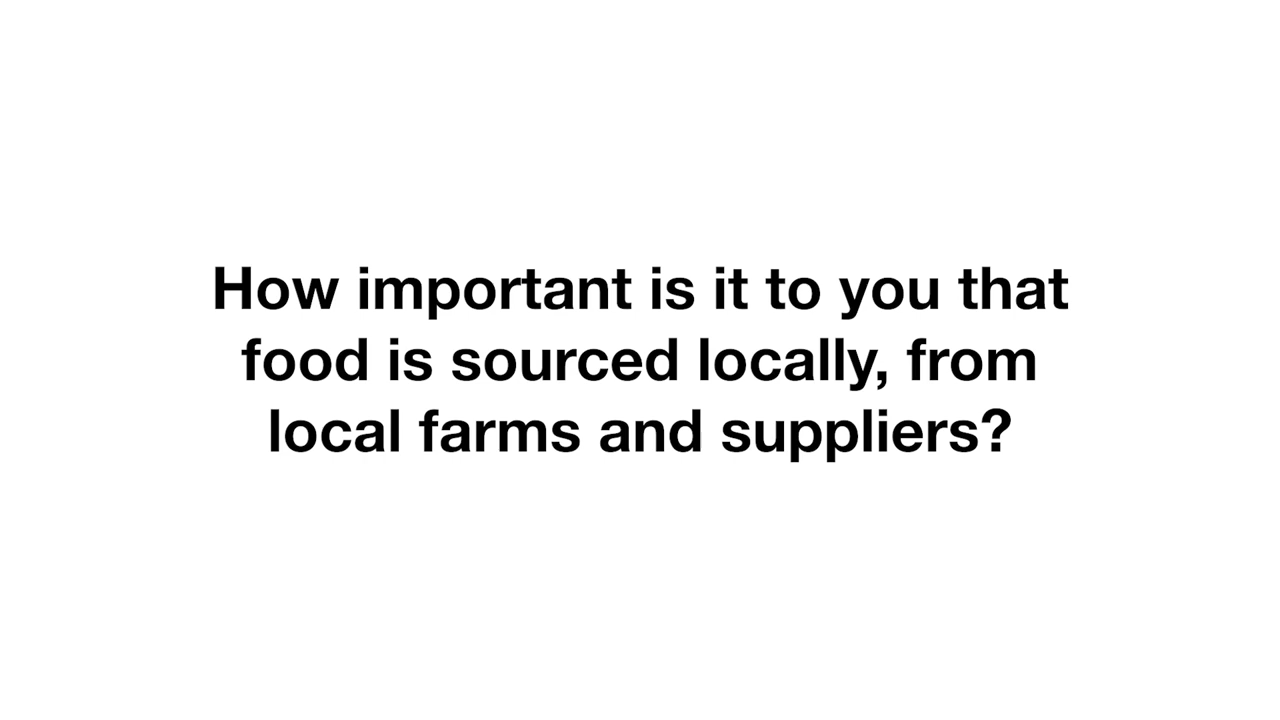 How important is it to you that
food is sourced locally, from
local farms and suppliers?